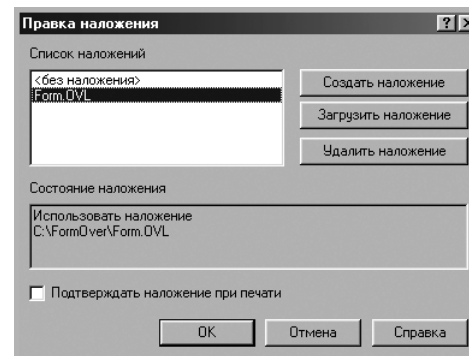 Правка наложения
Список наложений
<без наложения>
Form.OVL
Создать наложение
Загрузить наложение
Удалить наложение
Состояние наложения
Использовать наложение
C:\FormOver\Form.OVL
Подтверждать наложение при печати
OK
Отмена
Справка